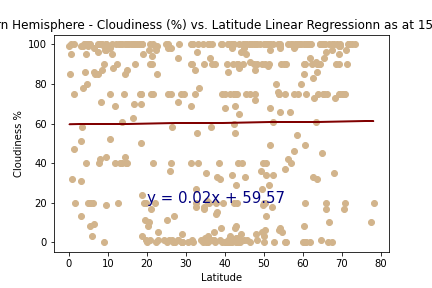 rn Hemisphere - Cloudiness (%) vs. Latitude Linear Regressionn as at 15
100
80
60
40
20
0
Cloudiness %
y = 0.02x + 59.57
0 10 20 30 40 50 60 70 80
Latitude